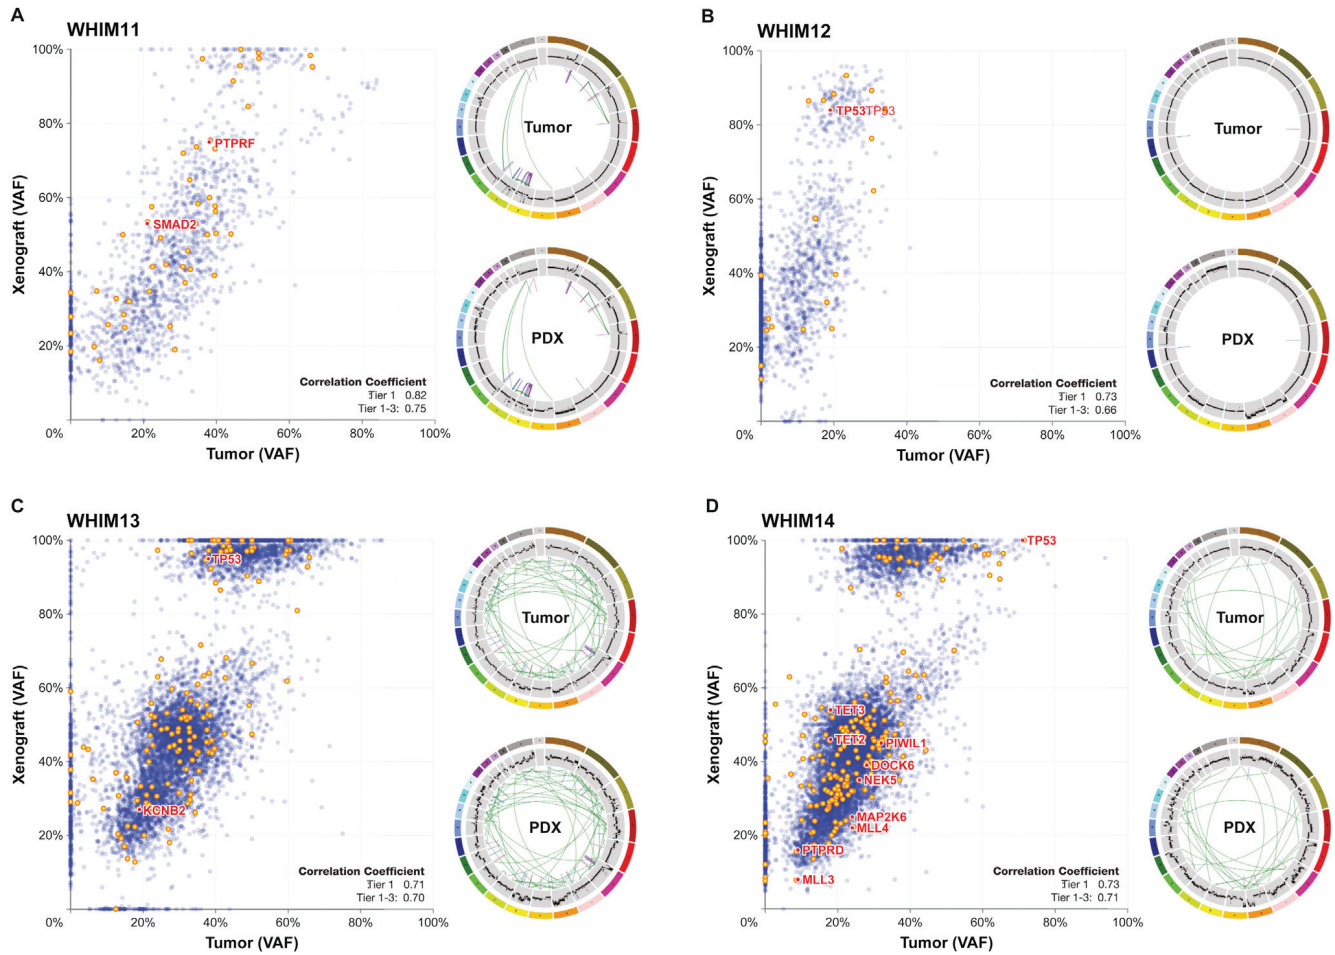 A
WHIM11
100%
80%
60%
40%
20%
0%
20%
40%
60%
80%
100%
Xenograft (VAF)
Tumor (VAF)
PTPRF
SMAD2
Correlation Coefficient
Tier 1 0.82
Tier 1-3: 0.75
Tumor
PDX
B
WHIM12
100%
80%
60%
40%
20%
0%
20%
40%
60%
80%
100%
Xenograft (VAF)
Tumor (VAF)
TP53TP53
Correlation Coefficient
Tier 1 0.73
Tier 1-3: 0.66
Tumor
PDX
C
WHIM13
100%
80%
60%
40%
20%
0%
20%
40%
60%
80%
100%
Xenograft (VAF)
Tumor (VAF)
TP53
KCNB2
Correlation Coefficient
Tier 1 0.71
Tier 1-3: 0.70
Tumor
PDX
D
WHIM14
100%
80%
60%
40%
20%
0%
20%
40%
60%
80%
100%
Xenograft (VAF)
Tumor (VAF)
TP53
TET3
TET2
PIWIL1
DOCK6
NEK5
MAP2K6
MLL4
PTPRD
MLL3
Correlation Coefficient
Tier 1 0.73
Tier 1-3: 0.71
Tumor
PDX